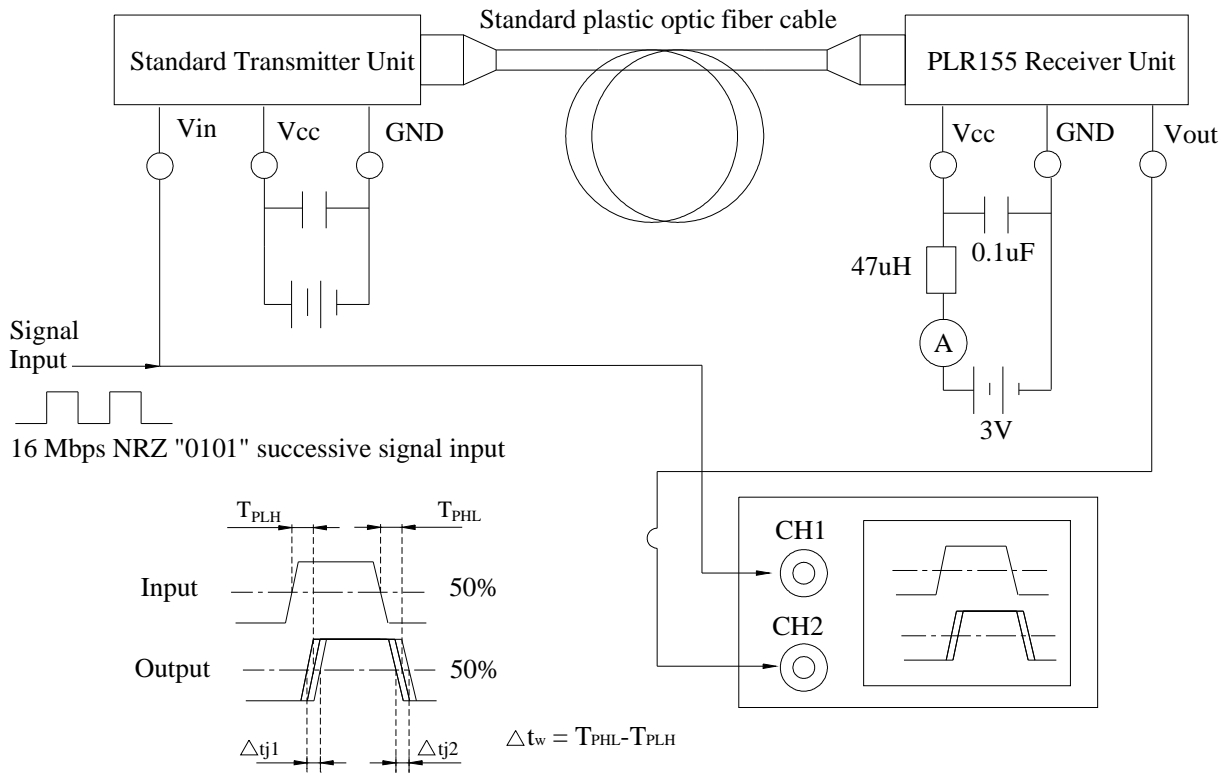 Standard plastic optic fiber cable
Standard Transmitter Unit
PLR155 Receiver Unit
Vin
Vcc
GND
Vcc
GND
Vout
0.1uF
47uH
A
3V
Signal
Input
16 Mbps NRZ "0101" successive signal input
TPLH
TPHL
Input
50%
Output
50%
△tj1
△tj2
△tw = TPHL-TPLH
CH1
CH2